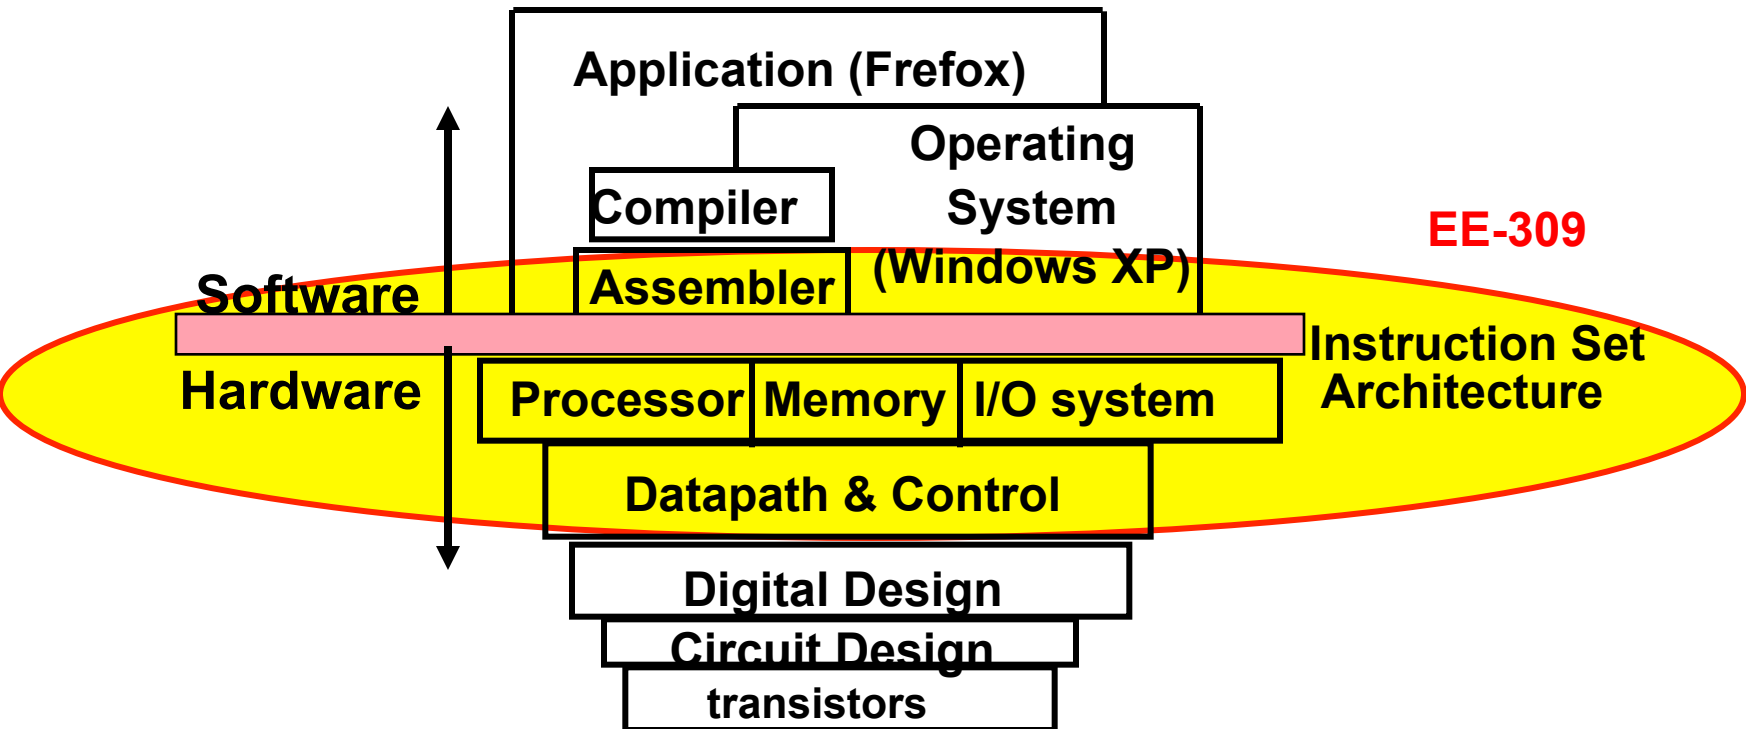 Application (Frefox)
Operating
System
(Windows XP)
Compiler
EE-309
Assembler
Software
Instruction Set
Architecture
Hardware
Processor
Memory
I/O system
Datapath & Control
Digital Design
Circuit Design
transistors